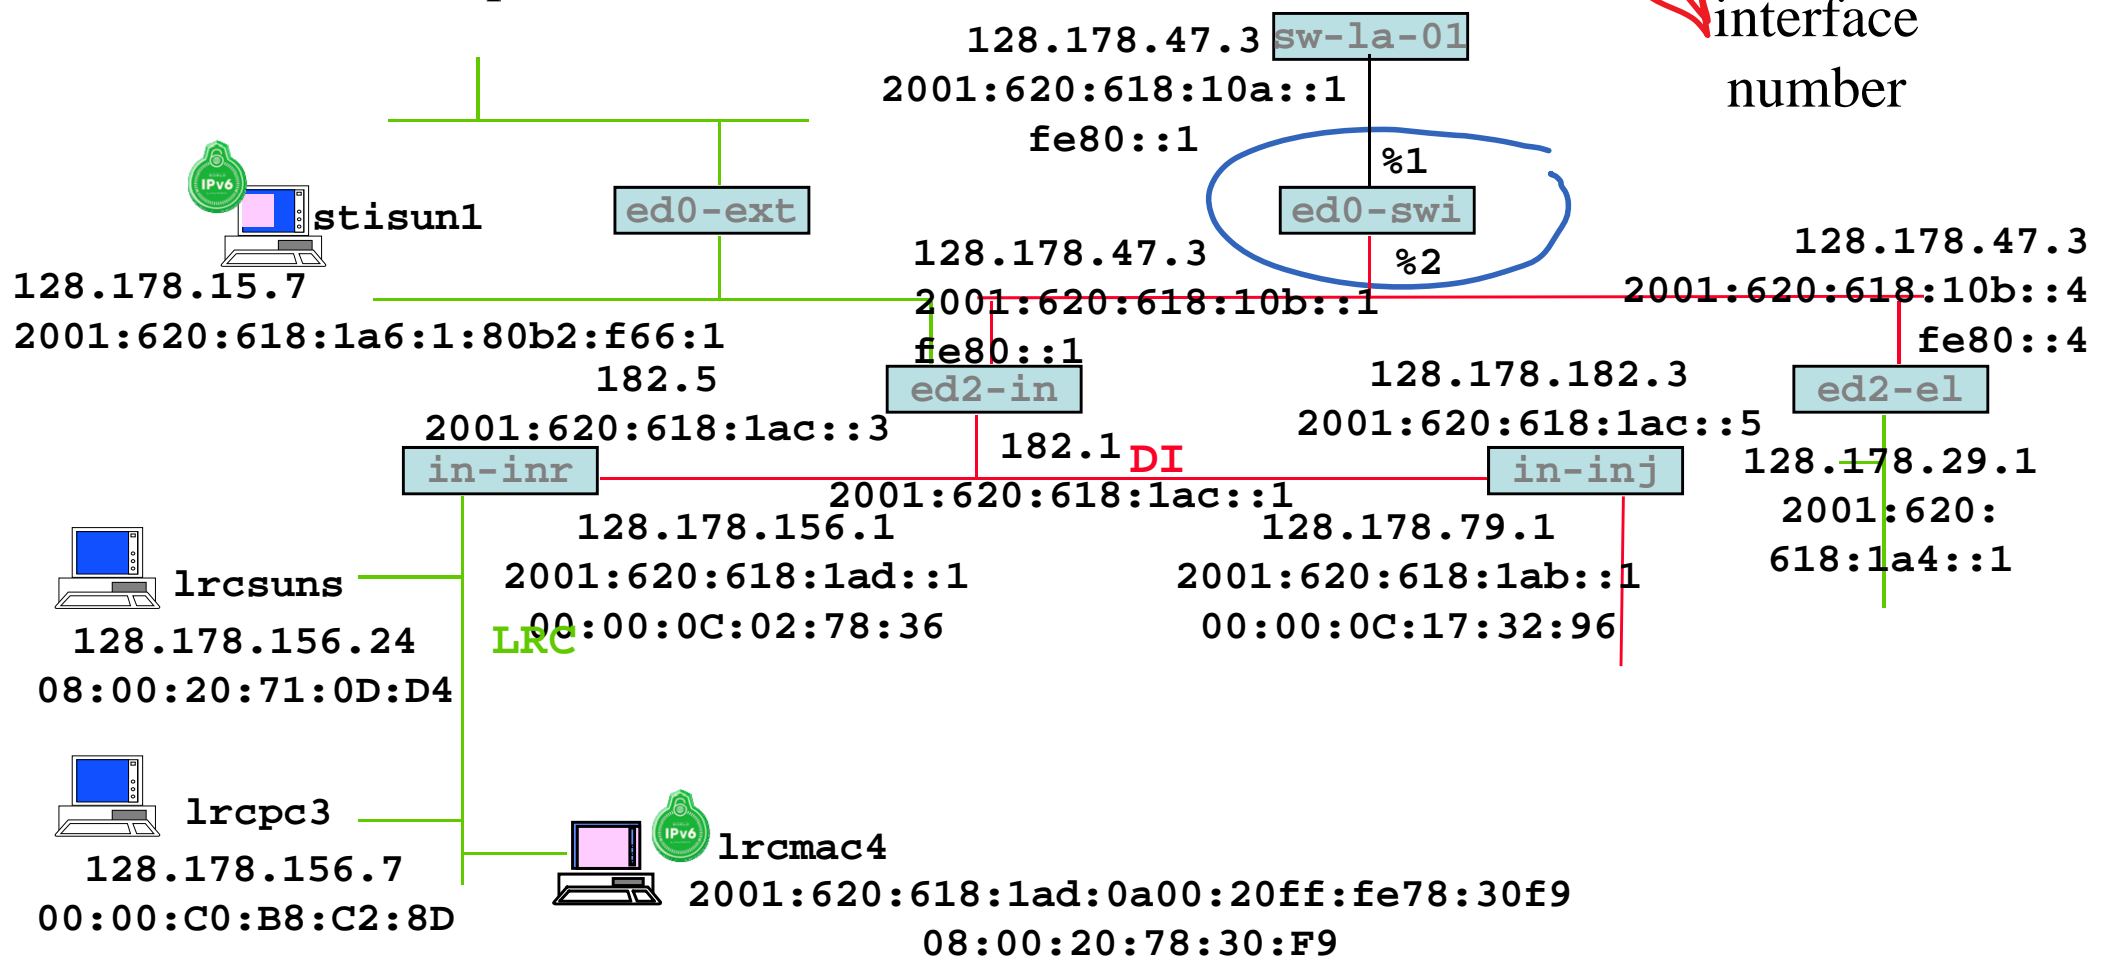 interface
number
128.178.47.3
sw-la-01
2001:620:618:10a::1
fe80::1
%1
IPv6
stisun1
ed0-ext
ed0-swi
128.178.47.3
%2
128.178.47.3
128.178.15.7
2001:620:618:10b::1
2001:620:618:10b::4
2001:620:618:1a6:1:80b2:f66:1
fe80::1
fe80::4
182.5
ed2-in
128.178.182.3
ed2-el
2001:620:618:1ac::3
2001:620:618:1ac::5
182.1
DI
in-inr
in-inj
128.178.29.1
2001:620:618:1ac::1
2001:620:
618:1a4::1
128.178.156.1
128.178.79.1
2001:620:618:1ad::1
2001:620:618:1ab::1
00:00:0C:02:78:36
00:00:0C:17:32:96
lrcsuns
128.178.156.24
LRC
08:00:20:71:0D:D4
lrcpc3
128.178.156.7
00:00:C0:B8:C2:8D
IPv6
lrcmac4
2001:620:618:1ad:0a00:20ff:fe78:30f9
08:00:20:78:30:F9